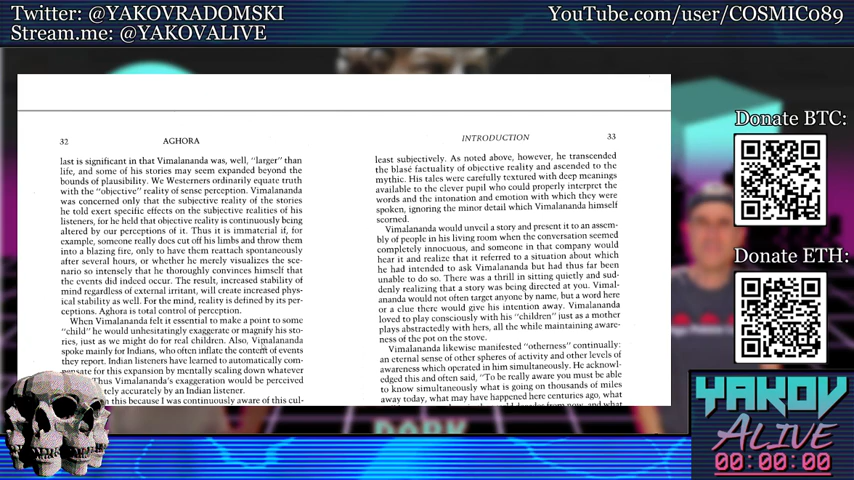 Twitter: @YAKOVRADOMSKI
Stream.me: @YAKOVALIVE
YouTube.com/user/COSMIC089
32 AGHORA
last is significant in that Vimalananda was, well, "larger" than
life, and some of his stories may seem expanded beyond the
bounds of plausibility. We Westerners ordinarily equate truth
with the "objective" reality of sense perception. Vimalananda
was concerned only that the subjective reality of the stories
he told exert specific effects on the subjective realities of his
listeners, for he held that objective reality is continuously being
altered by our perceptions of it. Thus it is immaterial if, for
example, someone really does cut off his limbs and throw them
into a blazing fire, only to have them reattach spontaneously
after several hours, or whether he merely visualizes the sce-
nario so intensely that he thoroughly convinces himself that
the events did indeed occur. The result, increased stability of
mind regardless of external irritant, will create increased phys-
ical stability as well. For the mind, reality is defined by its per-
ceptions. Aghora is total control of perception.
When Vimalananda felt it essential to make a point to some
"child" he would unhesitatingly exaggerate or magnify his sto-
ries, just as we might do for real children. Also, Vimalananda
spoke mainly for Indians, who often inflate the content of events
they report. Indian listeners have learned to automatically com-
pensate for this expansion by mentally scaling down whatever
Thus Vimalananda's exaggeration would be perceived
tely accurately by an Indian listener.
n this because I was continuously aware of this cul-
INTRODUCTION 33
least subjectively. As noted above, however, he transcended
the blasé factuality of objective reality and ascended to the
mythic. His tales were carefully textured with deep meanings
available to the clever pupil who could properly interpret the
words and the intonation and emotion with which they were
spoken, ignoring the minor detail which Vimalananda himself
scorned.
Vimalananda would unveil a story and present it to an assem-
bly of people in his living room when the conversation seemed
completely innocuous, and someone in that company would
hear it and realize that it referred to a situation about which
he had intended to ask Vimalananda but had thus far been
unable to do so. There was a thrill in sitting quietly and sud-
denly realizing that a story was being directed at you. Vimal-
ananda would not often target anyone by name, but a word here
or a clue there would give his intention away. Vimalananda
loved to play consciously with his "children" just as a mother
plays abstractedly with hers, all the while maintaining aware-
ness of the pot on the stove.
Vimalananda likewise manifested "otherness" continually:
an eternal sense of other spheres of activity and other levels of
awareness which operated in him simultaneously. He acknowl-
edged this and often said, "To be really aware you must be able
to know simultaneously what is going on thousands of miles
away today, what may have happened here centuries ago, what
Donate BTC:
Donate ETH:
YAKOV
ALIVE
00:00:00
DARK